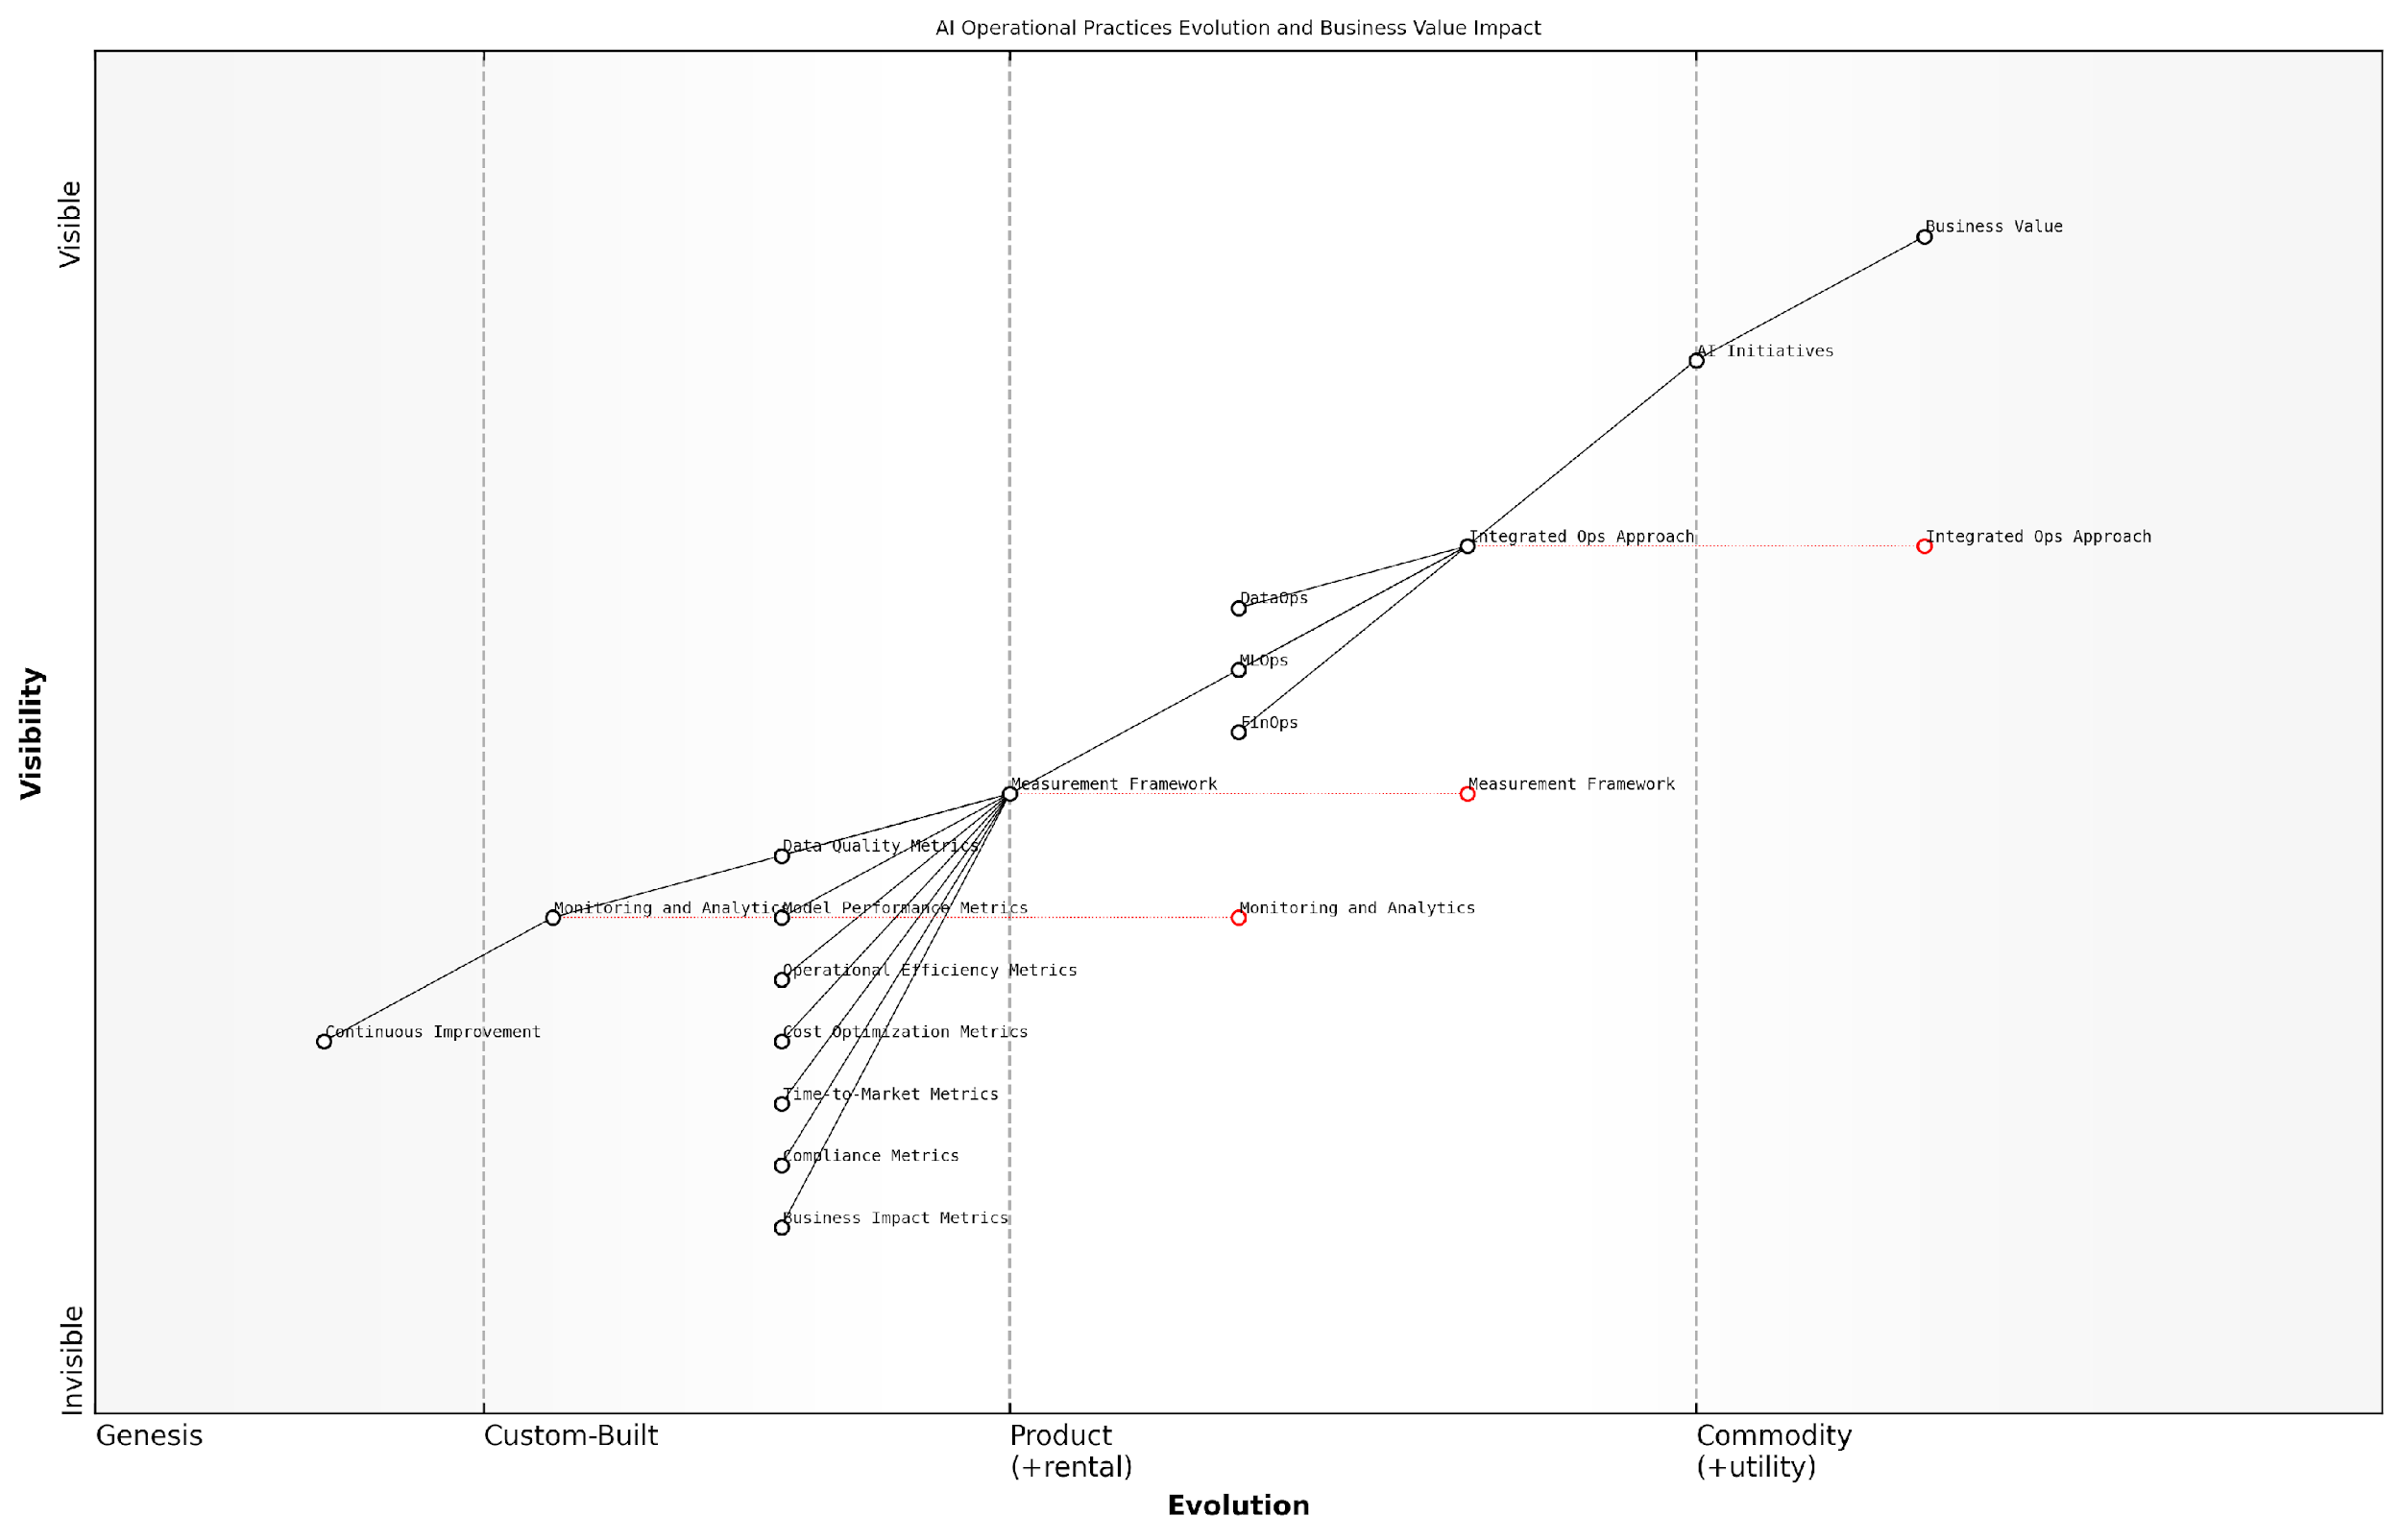 AI Operational Practices Evolution and Business Value Impact
Visible
Business Value
AI Initiatives
Integrated Ops Approach
Integrated Ops Approach
DataOps
MLOps
Visibility
FinOps
Measurement Framework
Measurement Framework
Data Quality Metrics
Monitoring and Analytics
Model Performance Metrics
Monitoring and Analytics
Operational Efficiency Metrics
Continuous Improvement
Cost Optimization Metrics
Time-to-Market Metrics
Compliance Metrics
Business Impact Metrics
Invisible
Genesis
Custom-Built
Product
(+rental)
Commodity
(+utility)
Evolution